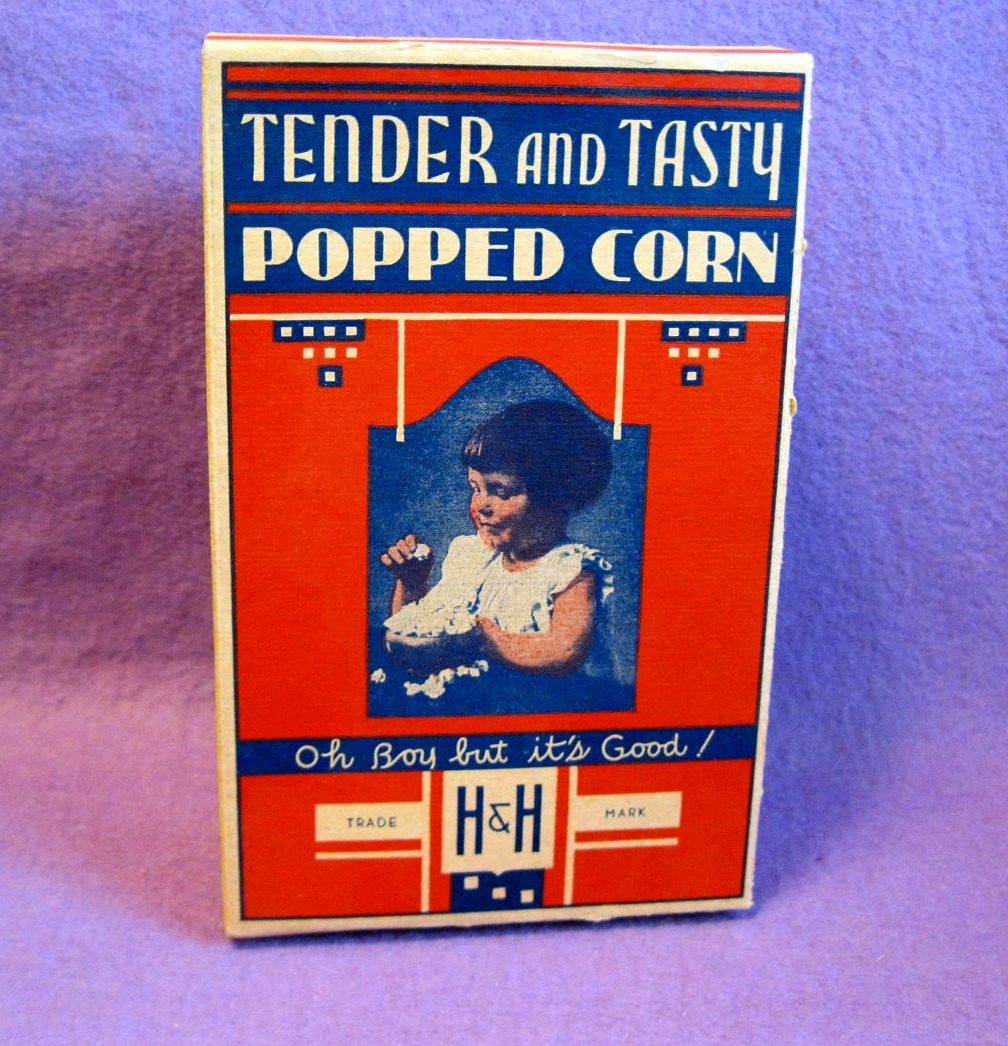 TENDER AND TASTY
POPPED CORN
Oh Boy but it's Good!
TRADE H&H MARK